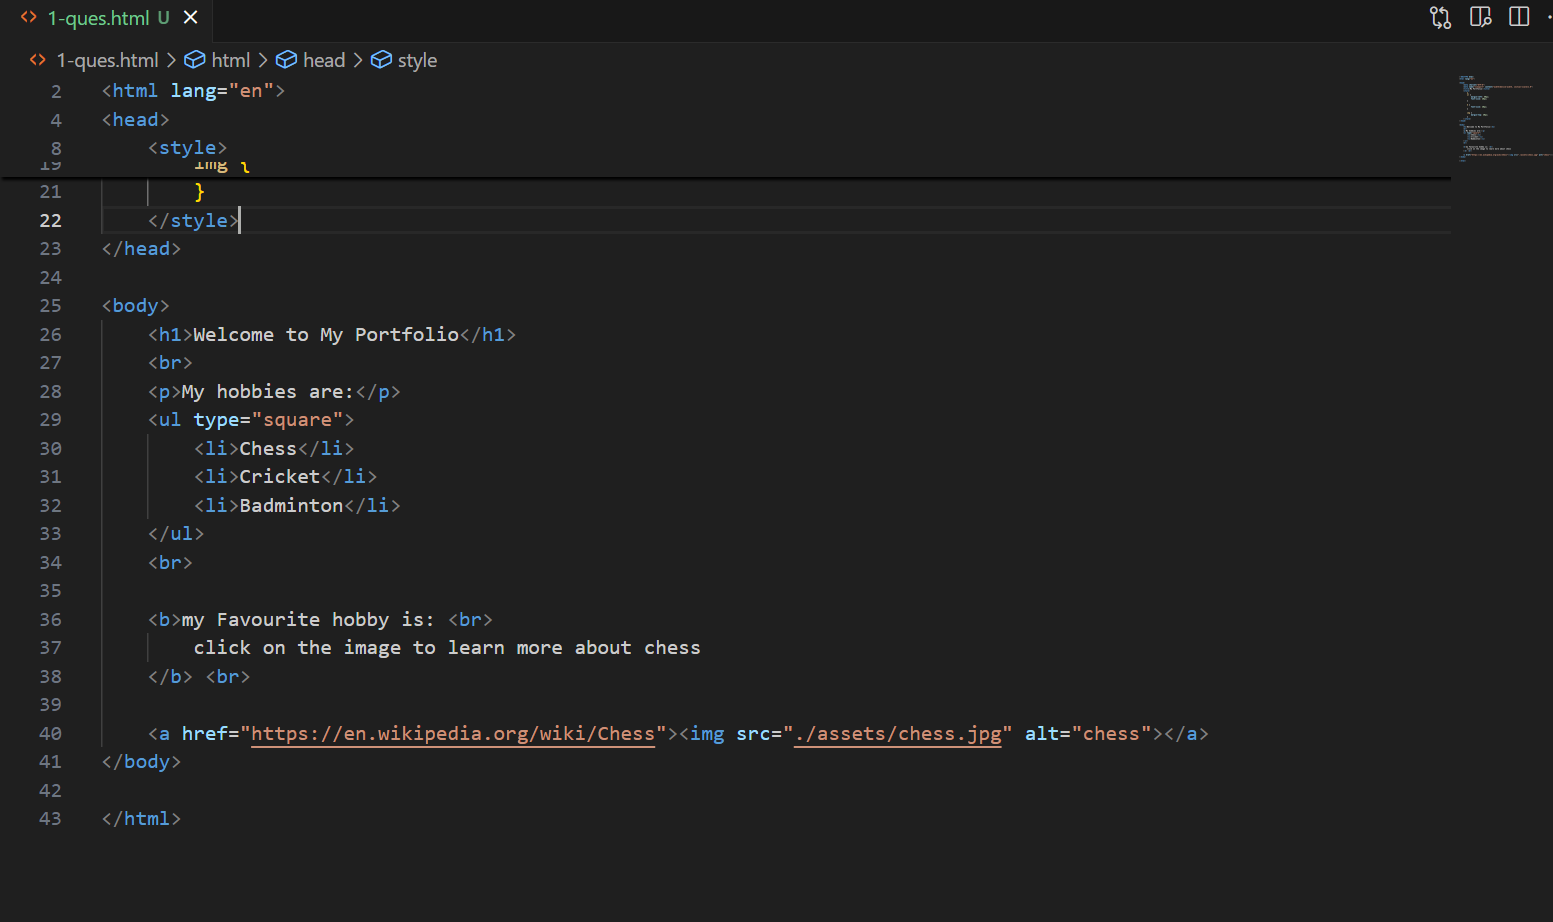 1-ques.html U
1-ques.html > html > head > style
2 <html lang="en">
4 <head>
8 <style>
19 img {
21 }
22 </style>
23 </head>
24
25 <body>
26 <h1>Welcome to My Portfolio</h1>
27 <br>
28 <p>My hobbies are:</p>
29 <ul type="square">
30 <li>Chess</li>
31 <li>Cricket</li>
32 <li>Badminton</li>
33 </ul>
34 <br>
35
36 <b>my Favourite hobby is: <br>
37 click on the image to learn more about chess
38 </b> <br>
39
40 <a href="https://en.wikipedia.org/wiki/Chess"><img src="./assets/chess.jpg" alt="chess"></a>
41 </body>
42
43 </html>